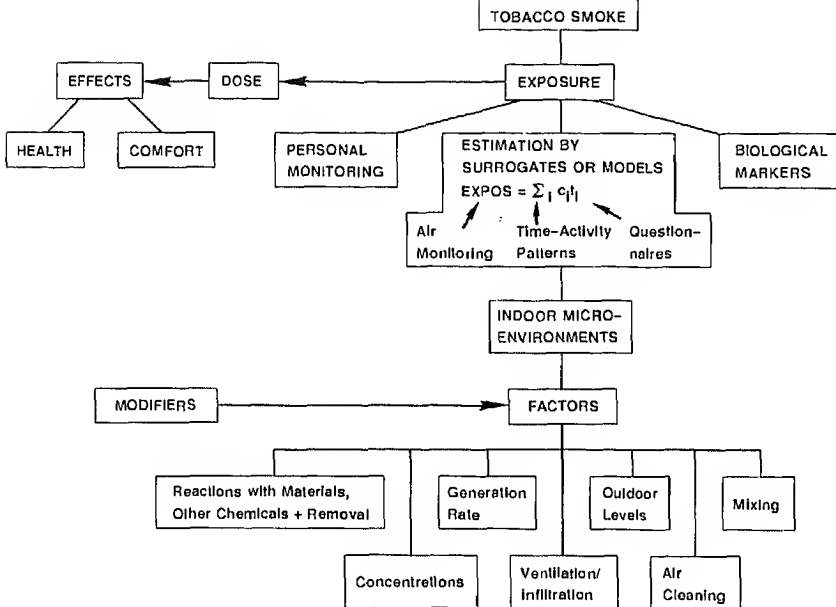 TOBACCO SMOKE
EFFECTS
DOSE
EXPOSURE
HEALTH
COMFORT
PERSONAL
MONITORING
ESTIMATION BY
SURROGATES OR MODELS
EXPOS = Σi citi
BIOLOGICAL
MARKERS
Air
Monitoring
Time-Activity
Patterns
Question-
naires
INDOOR MICRO-
ENVIRONMENTS
MODIFIERS
FACTORS
Reactions with Materials,
Other Chemicals + Removal
Generation
Rate
Outdoor
Levels
Mixing
Concentrations
Ventilation/
Infiltration
Air
Cleaning